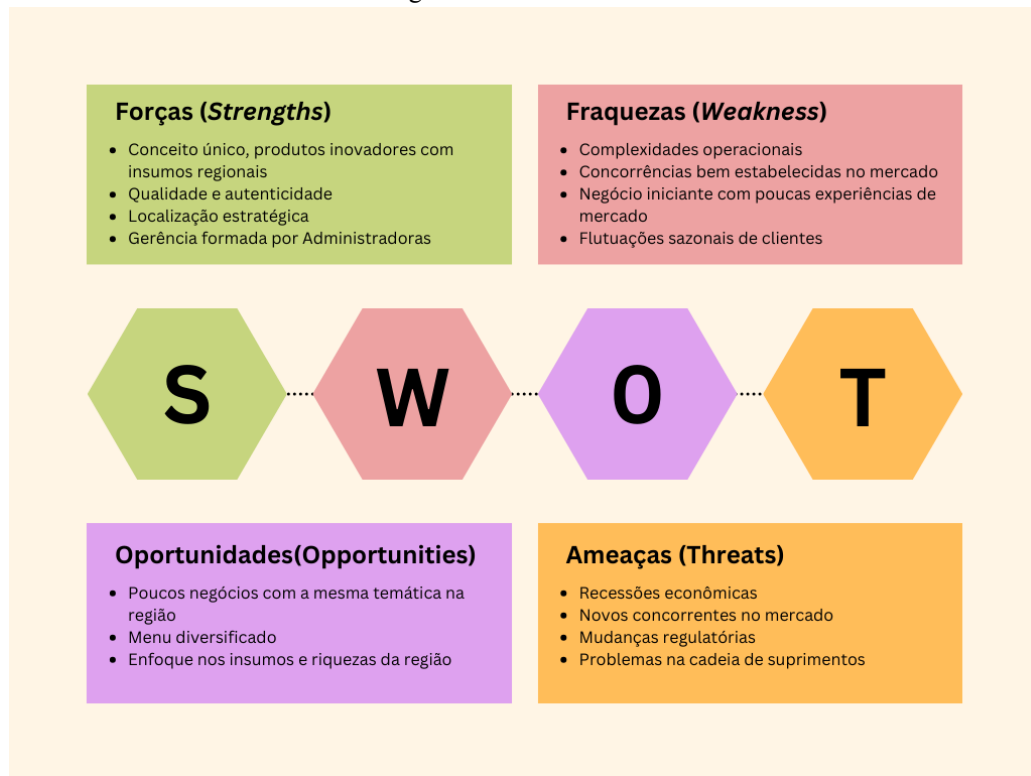 Forças (Strengths)
• Conceito único, produtos inovadores com
insumos regionais
• Qualidade e autenticidade
• Localização estratégica
• Gerência formada por Administradoras
Fraquezas (Weakness)
• Complexidades operacionais
• Concorrências bem estabelecidas no mercado
• Negócio iniciante com poucas experiências de
mercado
• Flutuações sazonais de clientes
S
W
O
T
Oportunidades(Opportunities)
• Poucos negócios com a mesma temática na
região
• Menu diversificado
• Enfoque nos insumos e riquezas da região
Ameaças (Threats)
• Recessões econômicas
• Novos concorrentes no mercado
• Mudanças regulatórias
• Problemas na cadeia de suprimentos